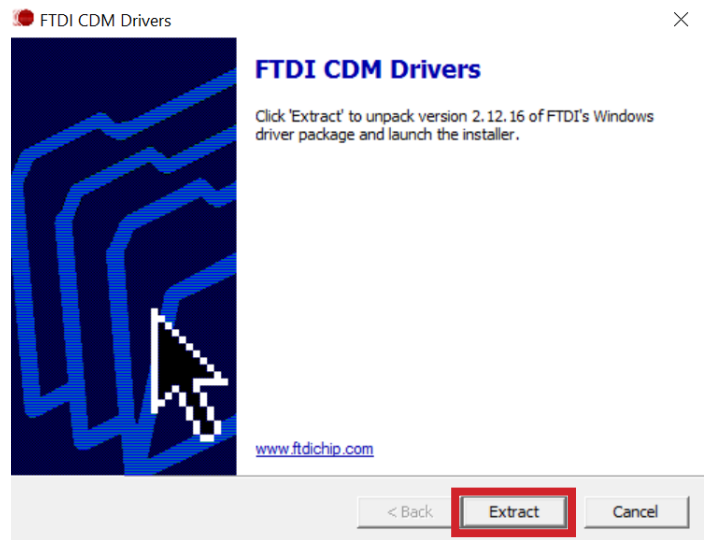 FTDI CDM Drivers
FTDI CDM Drivers
Click 'Extract' to unpack version 2.12.16 of FTDI's Windows
driver package and launch the installer.
www.ftdichip.com
< Back Extract Cancel